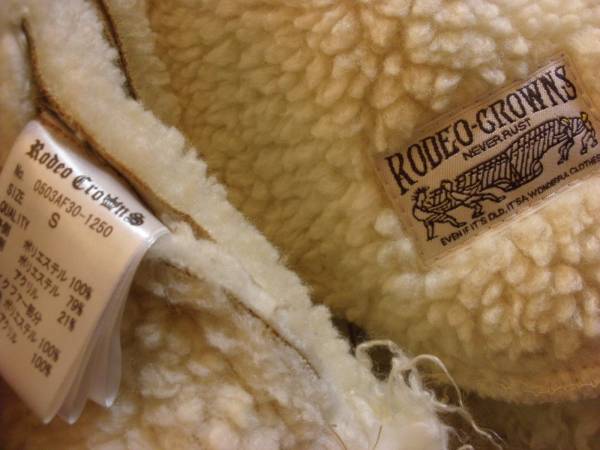 Rodeo Crowns
No. 0503AF30-1250
SIZE S
QUALITY
ポリエステル 100%
ポリエステル 79%
アクリル 21%
ポリエステル 100%
アクリル 100%
RODEO-CROWNS
NEVER RUST
EVEN IF IT'S OLD, IT'S A WONDERFUL CLOTHES